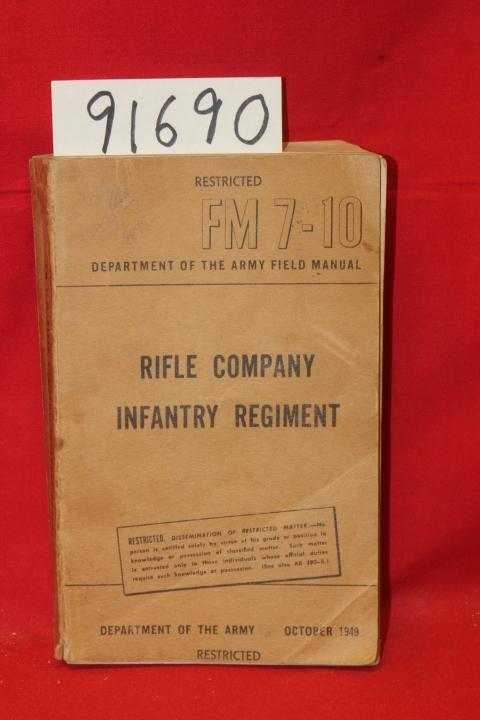 91690
RESTRICTED
FM 7-10
DEPARTMENT OF THE ARMY FIELD MANUAL
RIFLE COMPANY
INFANTRY REGIMENT
RESTRICTED. DISSEMINATION OF RESTRICTED MATTER.—No
person is entitled solely by virtue of his grade or position to
knowledge or possession of classified matter. Such matter
is entrusted only to those individuals whose official duties
require such knowledge or possession. (See also AR 380-5.)
DEPARTMENT OF THE ARMY OCTOBER 1949
RESTRICTED